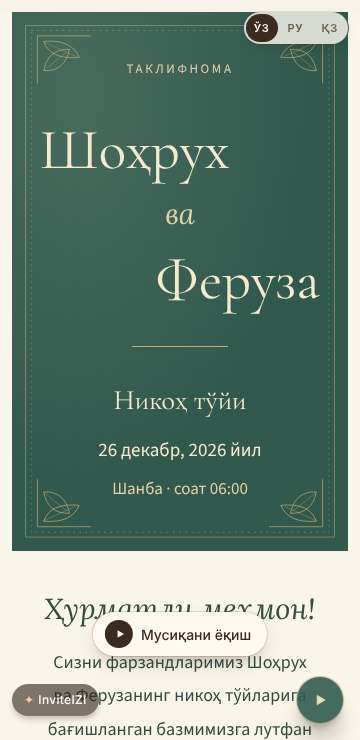 ЎЗ РУ ҚЗ
ТАКЛИФНОМА
Шоҳрух
ва
Феруза
Никоҳ тўйи
26 декабр, 2026 йил
Шанба · соат 06:00
Ҳурматли меҳмон!
Мусиқани ёқиш
Сизни фарзандларимиз Шоҳрух
ва Ферузанинг никоҳ тўйларига
InviteIZI
бағишланган базмимизга лутфан